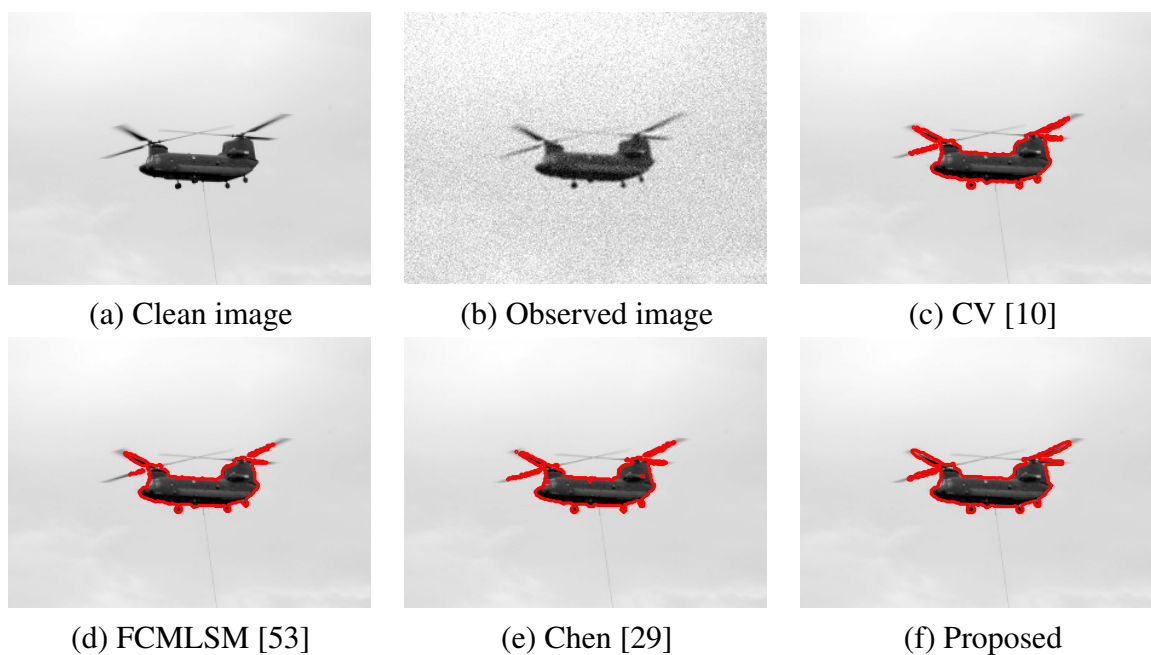 (a) Clean image
(b) Observed image
(c) CV [10]
(d) FCMLSM [53]
(e) Chen [29]
(f) Proposed